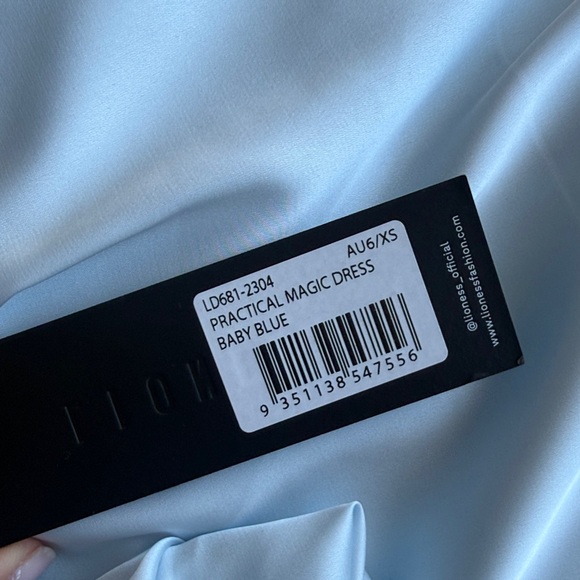 AU6/XS
LD681-2304
PRACTICAL MAGIC DRESS
BABY BLUE
9 351138 547556
@lioness_official
www.lionessfashion.com